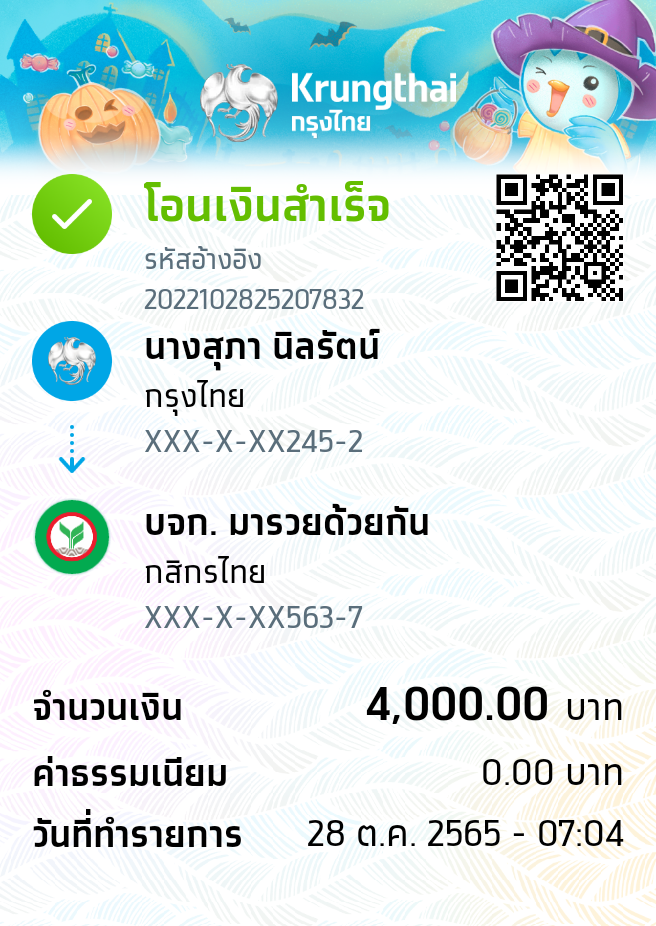 Krungthai
กรุงไทย
โอนเงินสำเร็จ
รหัสอ้างอิง
2022102825207832
นางสุภา นิลรัตน์
กรุงไทย
XXX-X-XX245-2
บจก. มารวยด้วยกัน
กสิกรไทย
XXX-X-XX563-7
จำนวนเงิน 4,000.00 บาท
ค่าธรรมเนียม 0.00 บาท
วันที่ทำรายการ 28 ต.ค. 2565 - 07:04